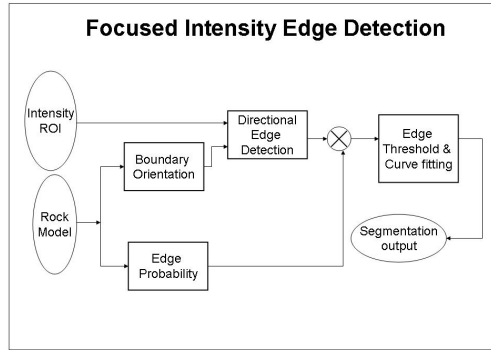 Focused Intensity Edge Detection
Intensity
ROI
Directional
Edge
Detection
Edge
Threshold &
Curve fitting
Boundary
Orientation
Rock
Model
Edge
Probability
Segmentation
output